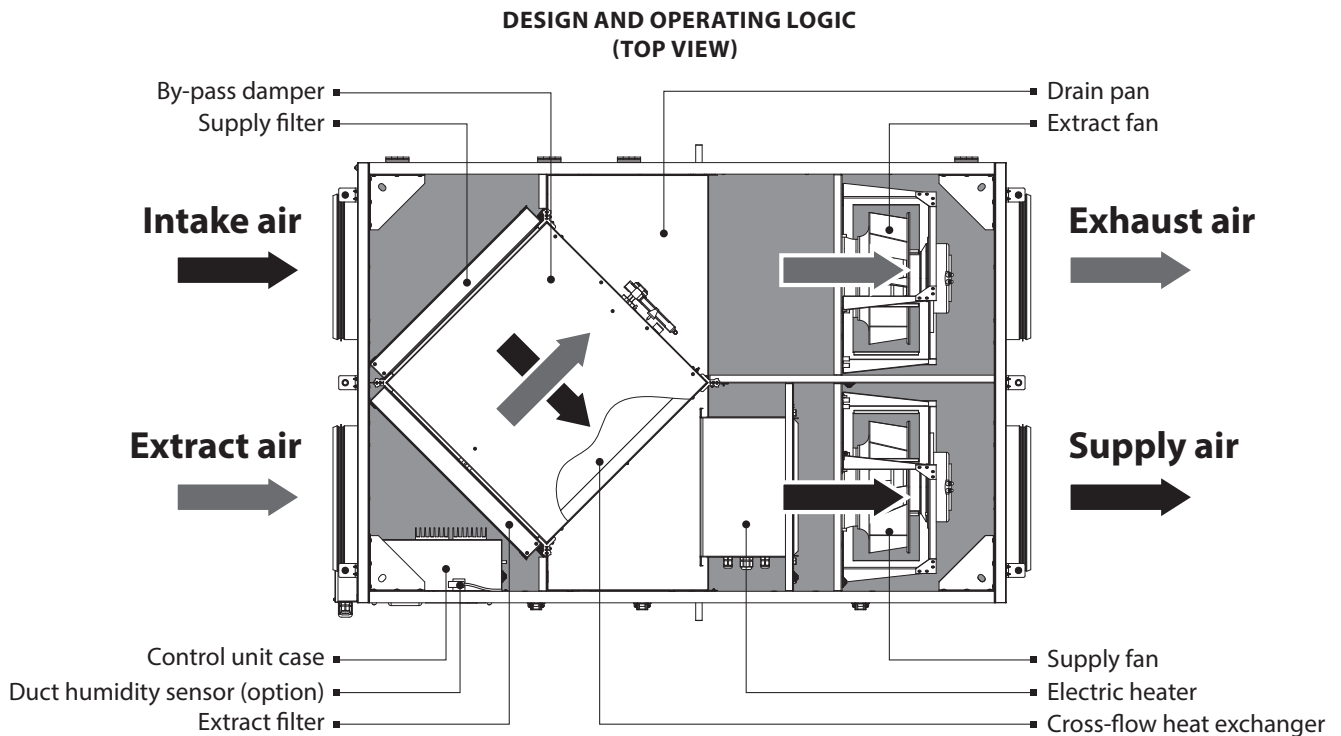 DESIGN AND OPERATING LOGIC
(TOP VIEW)
By-pass damper
Supply filter
Drain pan
Extract fan
Intake air
Exhaust air
Extract air
Supply air
Control unit case
Duct humidity sensor (option)
Extract filter
Supply fan
Electric heater
Cross-flow heat exchanger